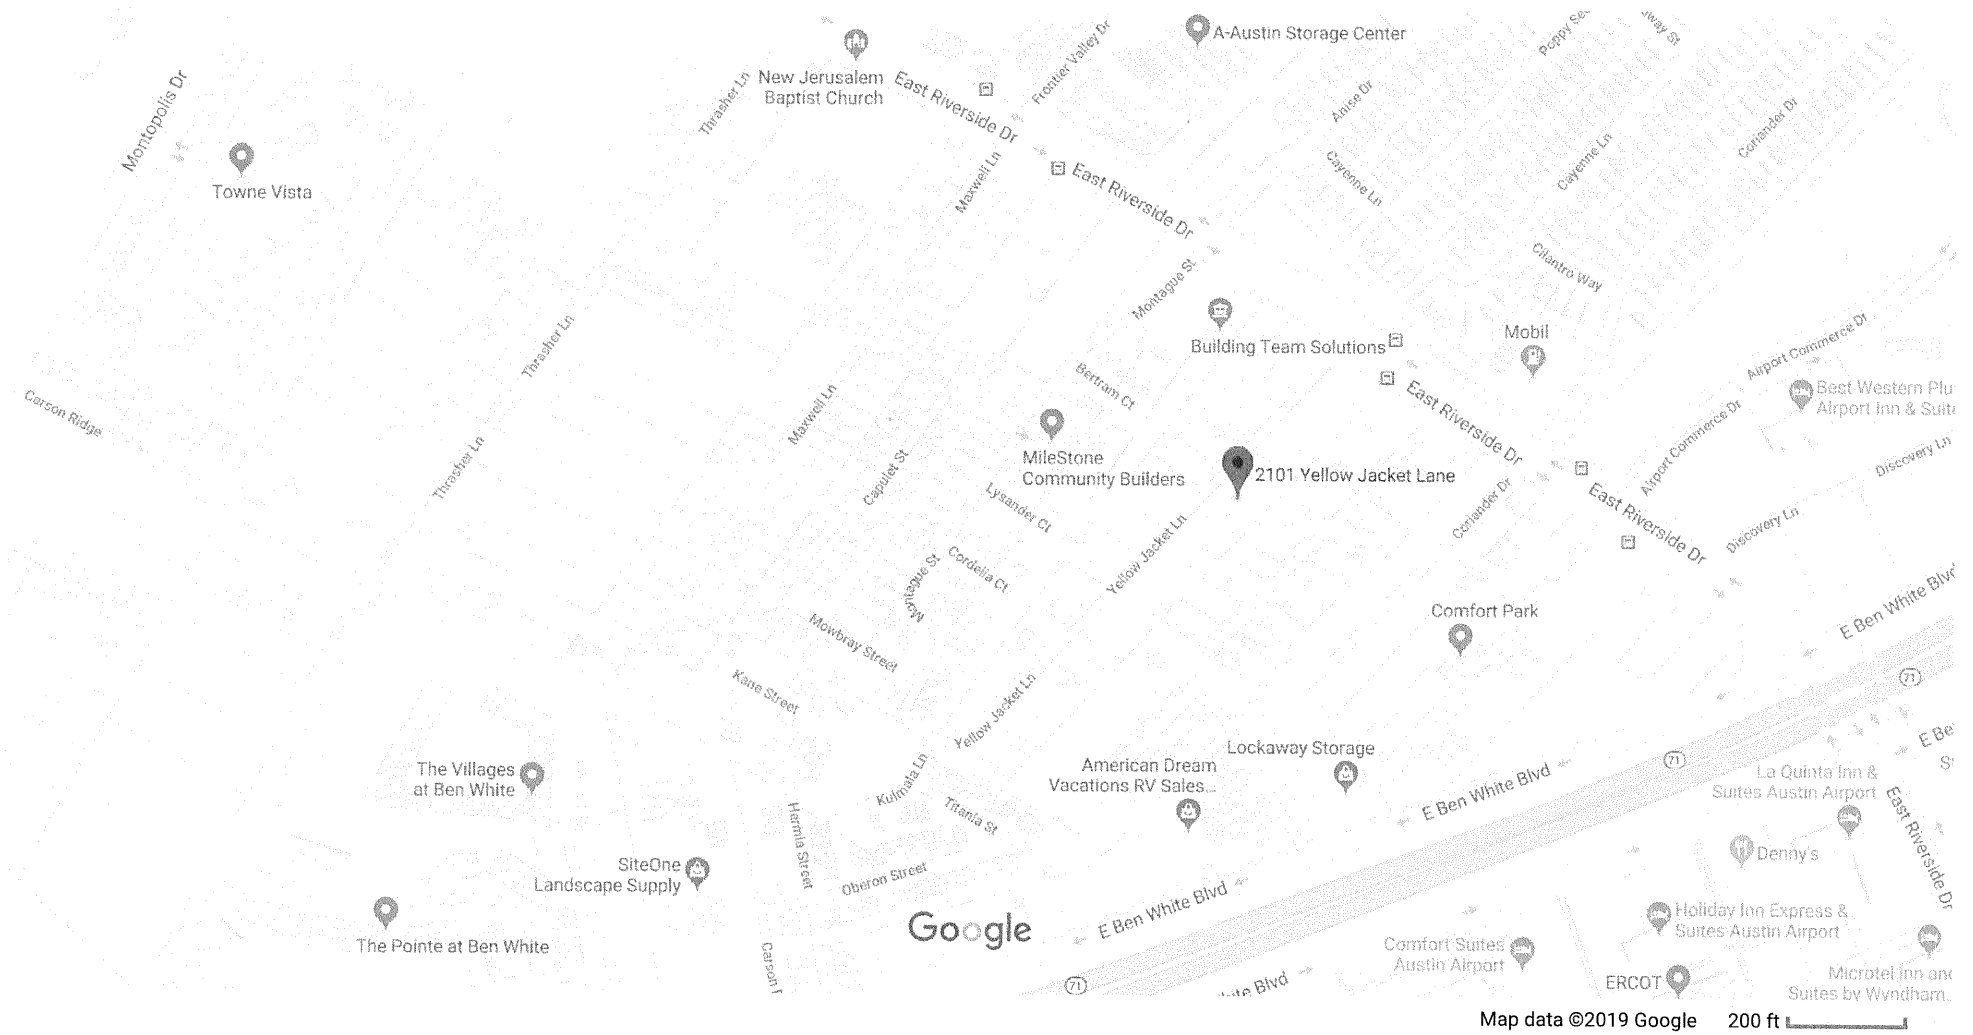 A-Austin Storage Center
New Jerusalem
Baptist Church
East Riverside Dr
Frontier Valley Dr
Thrasher Ln
Montopolis Dr
Towne Vista
Maxwell Ln
East Riverside Dr
Anise Dr
Cayenne Ln
Cayenne Ln
Coriander Dr
Cilantro Way
Montague St
Building Team Solutions
Mobil
Airport Commerce Dr
Best Western Plu
Airport Inn & Suite
Thrasher Ln
Bertram Ct
Carson Ridge
Maxwell Ln
East Riverside Dr
Airport Commerce Dr
Discovery Ln
MileStone
Community Builders
2101 Yellow Jacket Lane
Thrasher Ln
Capulet St
Lysander Ct
Coriander Dr
East Riverside Dr
Discovery Ln
Yellow Jacket Ln
Cordelia Ct
Montague St
Comfort Park
E Ben White Blvd
Mowbray Street
Kane Street
71
Yellow Jacket Ln
Lockaway Storage
American Dream
Vacations RV Sales...
71
E Be
The Villages
at Ben White
Kulmala Ln
Titania St
E Ben White Blvd
La Quinta Inn &
Suites Austin Airport
East Riverside Dr
Hermia Street
Denny's
SiteOne
Landscape Supply
Oberon Street
The Pointe at Ben White
Google
E Ben White Blvd
Holiday Inn Express &
Suites Austin Airport
Comfort Suites
Austin Airport
Carson
71
Blvd
ERCOT
Microtel Inn and
Suites by Wyndham...
Map data ©2019 Google 200 ft